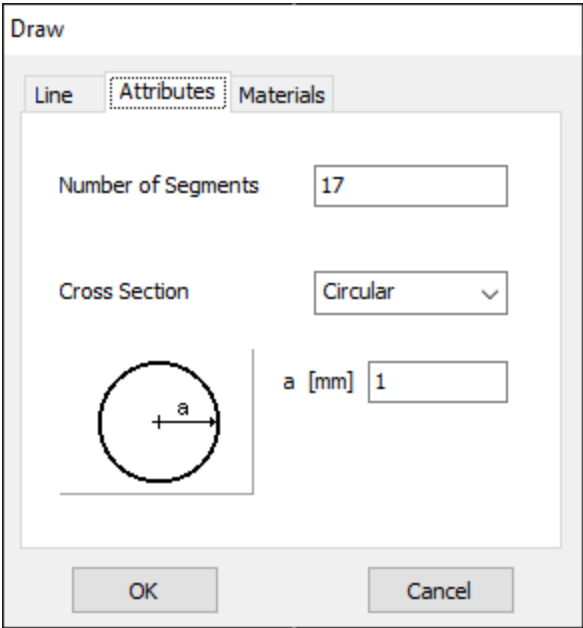 Draw
Line Attributes Materials
Number of Segments 17
Cross Section Circular
a [mm] 1
a
OK Cancel